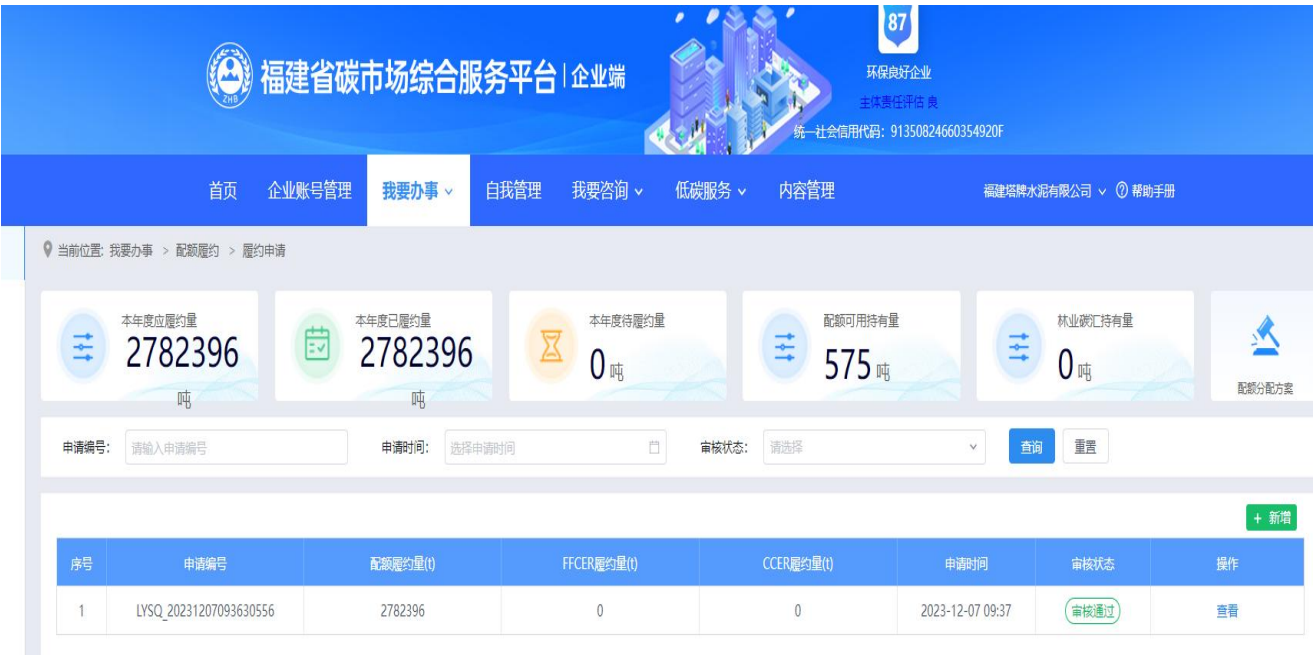 87
ZHB
福建省碳市场综合服务平台 | 企业端
环保良好企业
主体责任评估 良
统一社会信用代码：91350824660354920F
首页 企业账号管理 我要办事 自我管理 我要咨询 低碳服务 内容管理 福建塔牌水泥有限公司 ? 帮助手册
当前位置: 我要办事 > 配额履约 > 履约申请
本年度应履约量 本年度已履约量 本年度待履约量 配额可用持有量 林业碳汇持有量
2782396 2782396 0 吨 575 吨 0 吨
吨 吨 配额分配方案
申请编号： 请输入申请编号 申请时间： 选择申请时间 审核状态： 请选择 查询 重置
+ 新增
序号 申请编号 配额履约量(t) FFCER履约量(t) CCER履约量(t) 申请时间 审核状态 操作
1 LYSQ_20231207093630556 2782396 0 0 2023-12-07 09:37 审核通过 查看